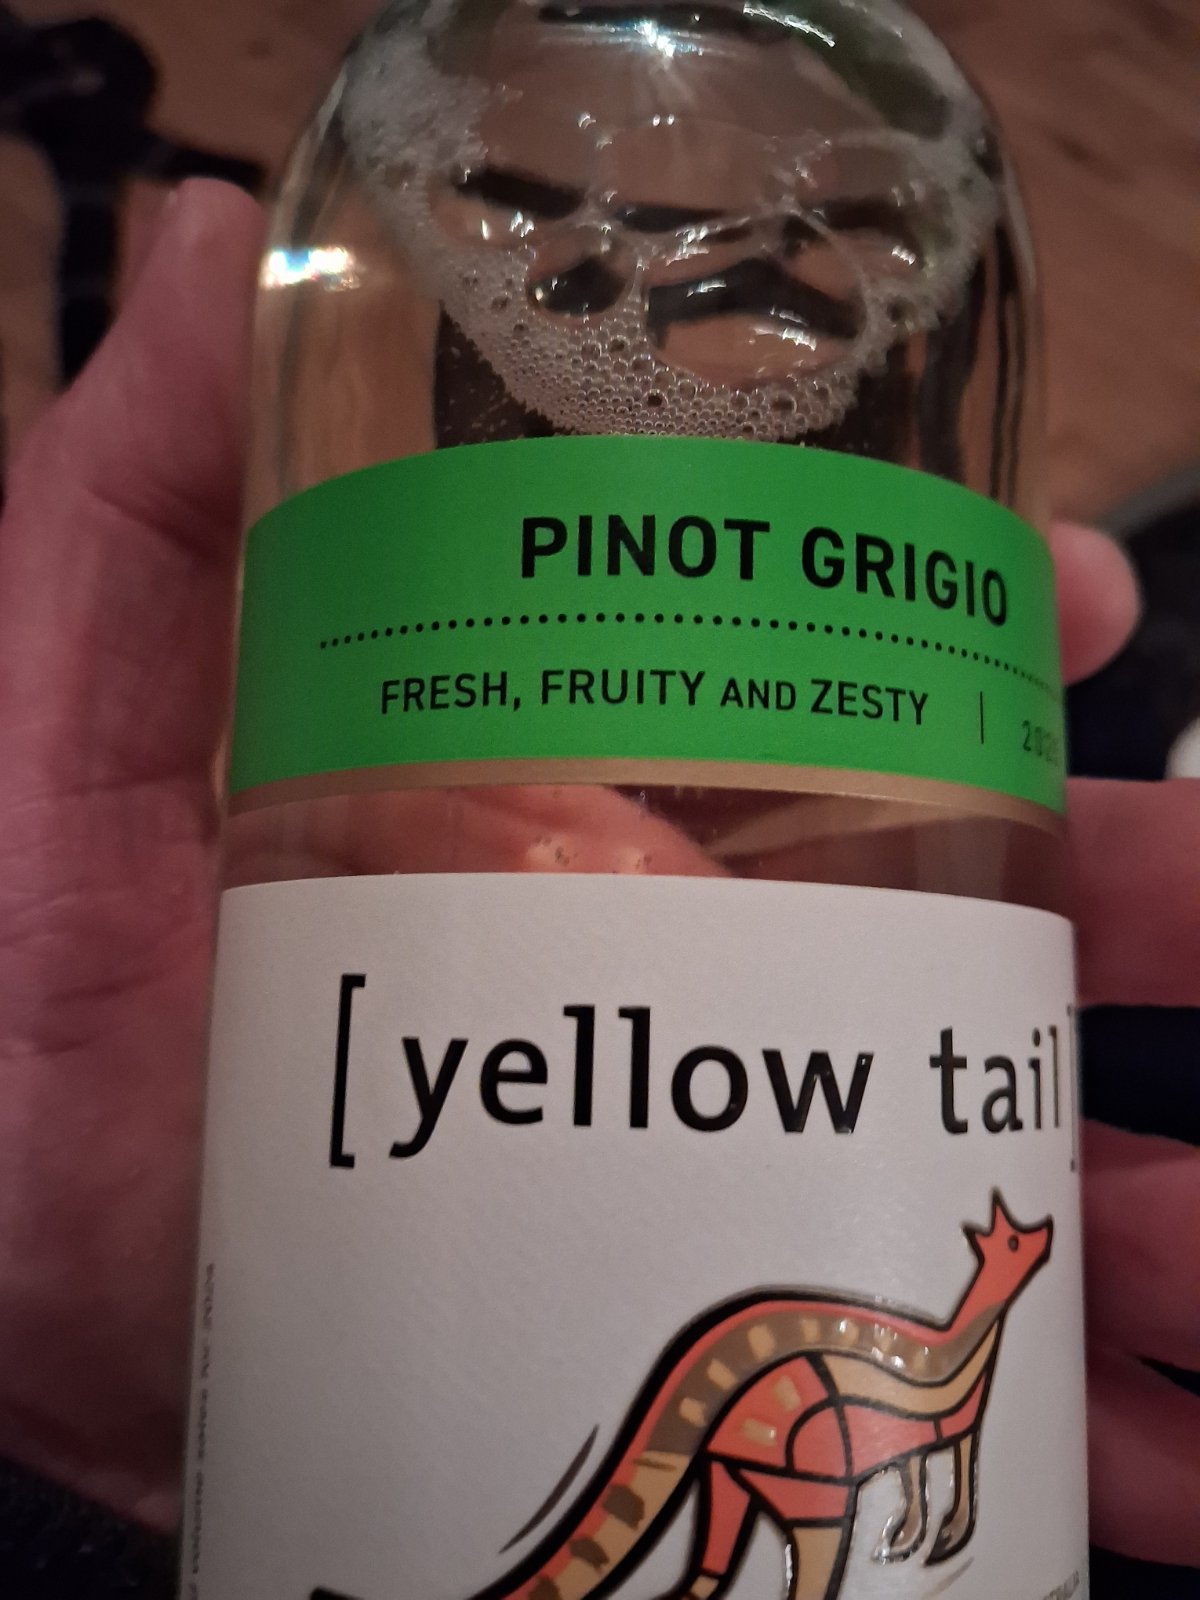 PINOT GRIGIO
FRESH, FRUITY AND ZESTY |
[yellow tail]